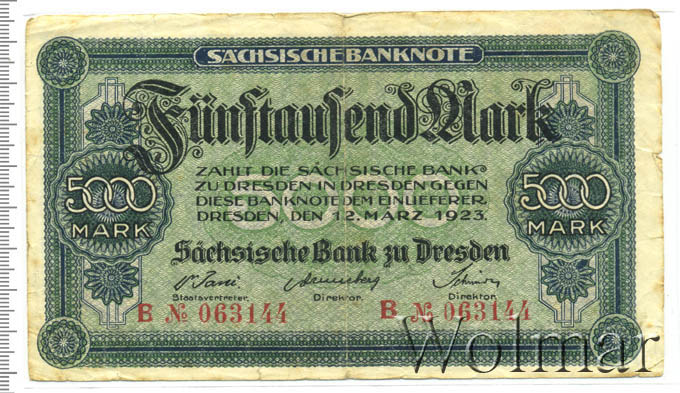 SÄCHSISCHE BANKNOTE
Fünftausend Mark
ZAHLT DIE SÄCHSISCHE BANK
ZU DRESDEN IN DRESDEN GEGEN
DIESE BANKNOTE DEM EINLIEFERER.
DRESDEN, DEN 12. MÄRZ 1923.
5000
MARK
5000
MARK
Sächsische Bank zu Dresden
Staatsvertreter. Direktor. Direktor.
B № 063144 B № 063144
Wolmar